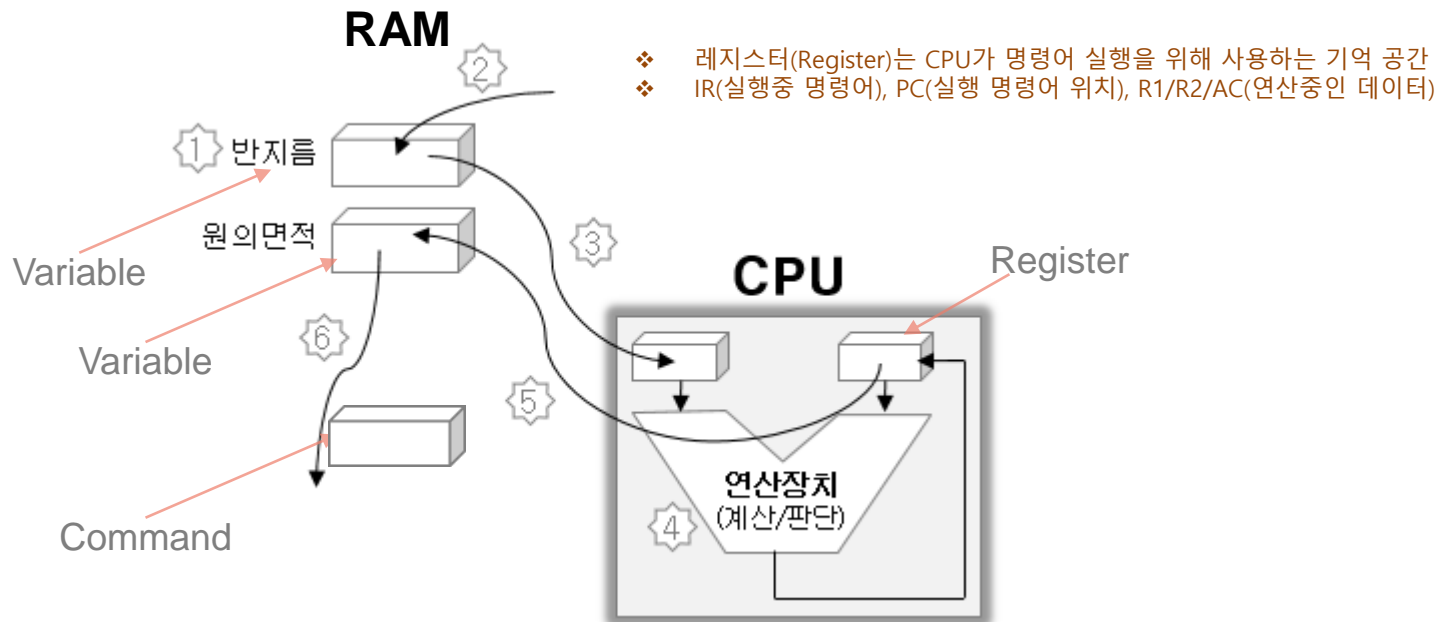 RAM
❖ 레지스터(Register)는 CPU가 명령어 실행을 위해 사용하는 기억 공간
❖ IR(실행중 명령어), PC(실행 명령어 위치), R1/R2/AC(연산중인 데이터)
2
1 반지름
원의면적
3
Variable
CPU
Register
6
Variable
5
연산장치
(계산/판단)
4
Command